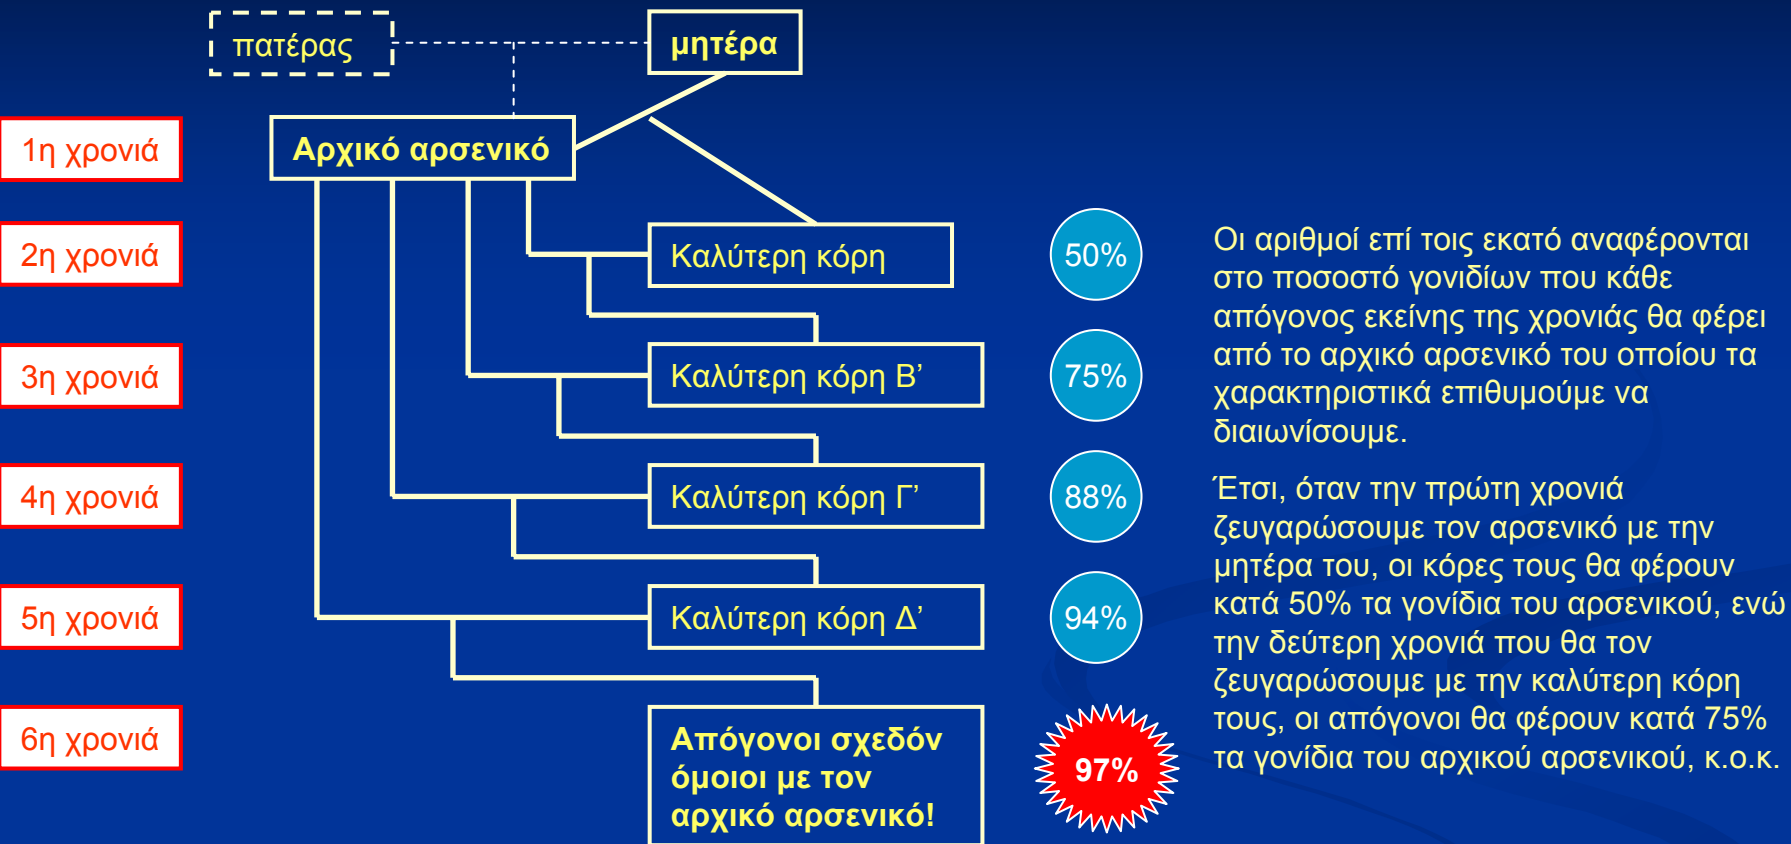 πατέρας
μητέρα
1η χρονιά
Αρχικό αρσενικό
2η χρονιά
Καλύτερη κόρη
50%
3η χρονιά
Καλύτερη κόρη Β’
75%
4η χρονιά
Καλύτερη κόρη Γ’
88%
5η χρονιά
Καλύτερη κόρη Δ’
94%
6η χρονιά
Απόγονοι σχεδόν
όμοιοι με τον
αρχικό αρσενικό!
97%
Οι αριθμοί επί τοις εκατό αναφέρονται
στο ποσοστό γονιδίων που κάθε
απόγονος εκείνης της χρονιάς θα φέρει
από το αρχικό αρσενικό του οποίου τα
χαρακτηριστικά επιθυμούμε να
διαιωνίσουμε.
Έτσι, όταν την πρώτη χρονιά
ζευγαρώσουμε τον αρσενικό με την
μητέρα του, οι κόρες τους θα φέρουν
κατά 50% τα γονίδια του αρσενικού, ενώ
την δεύτερη χρονιά που θα τον
ζευγαρώσουμε με την καλύτερη κόρη
τους, οι απόγονοι θα φέρουν κατά 75%
τα γονίδια του αρχικού αρσενικού, κ.ο.κ.